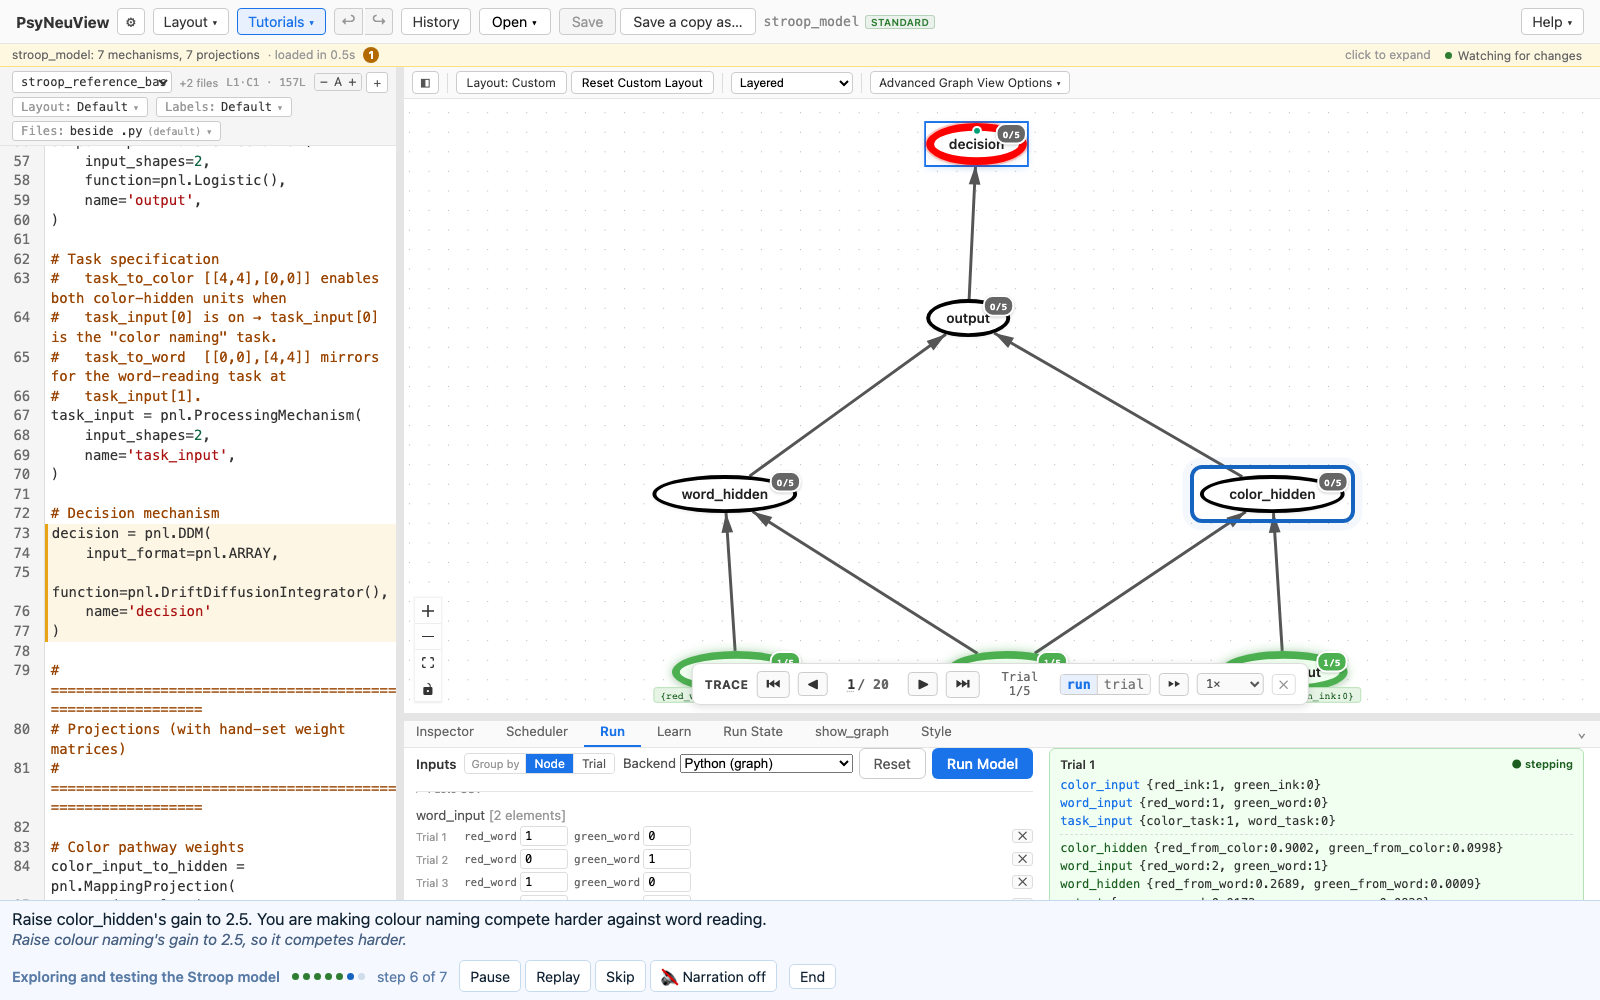 PsyNeuView ⚙ Layout ▾ Tutorials ▾ ↩ ↪ History Open ▾ Save Save a copy as... stroop_model STANDARD Help ▾
stroop_model: 7 mechanisms, 7 projections · loaded in 0.5s 1 click to expand Watching for changes
stroop_reference_bas +2 files L1·C1 · 157L − A + +
Layout: Default ▾ Labels: Default ▾
Files: beside .py (default) ▾
57 input_shapes=2,
58 function=pnl.Logistic(),
59 name='output',
60 )
61
62 # Task specification
63 # task_to_color [[4,4],[0,0]] enables
both color-hidden units when
64 # task_input[0] is on → task_input[0]
is the "color naming" task.
65 # task_to_word [[0,0],[4,4]] mirrors
for the word-reading task at
66 # task_input[1].
67 task_input = pnl.ProcessingMechanism(
68 input_shapes=2,
69 name='task_input',
70 )
71
72 # Decision mechanism
73 decision = pnl.DDM(
74 input_format=pnl.ARRAY,
75
function=pnl.DriftDiffusionIntegrator(),
76 name='decision'
77 )
78
79 #
=========================================
==================
80 # Projections (with hand-set weight
matrices)
81 #
=========================================
==================
82
83 # Color pathway weights
84 color_input_to_hidden =
pnl.MappingProjection(
Layout: Custom Reset Custom Layout Layered Advanced Graph View Options ▾
decision 0/5
output 0/5
word_hidden 0/5
color_hidden 0/5
1/5 1/5 ut 1/5
{red_w n_ink:0}
TRACE ⏮ ◀ 1 / 20 ▶ ⏭ Trial 1/5 run trial ▸▸ 1× ×
Inspector Scheduler Run Learn Run State show_graph Style
Inputs Group by Node Trial Backend Python (graph) Reset Run Model
word_input [2 elements]
Trial 1 red_word 1 green_word 0 ×
Trial 2 red_word 0 green_word 1 ×
Trial 3 red_word 1 green_word 0 ×
Trial 1 stepping
color_input {red_ink:1, green_ink:0}
word_input {red_word:1, green_word:0}
task_input {color_task:1, word_task:0}
color_hidden {red_from_color:0.9002, green_from_color:0.0998}
word_input {red_word:2, green_word:1}
word_hidden {red_from_word:0.2689, green_from_word:0.0009}
Raise color_hidden's gain to 2.5. You are making colour naming compete harder against word reading.
Raise colour naming's gain to 2.5, so it competes harder.
Exploring and testing the Stroop model step 6 of 7 Pause Replay Skip Narration off End